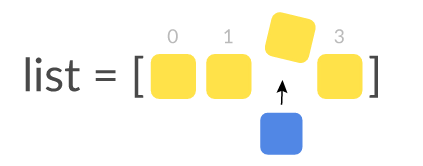 0 1 3
list = [ ]